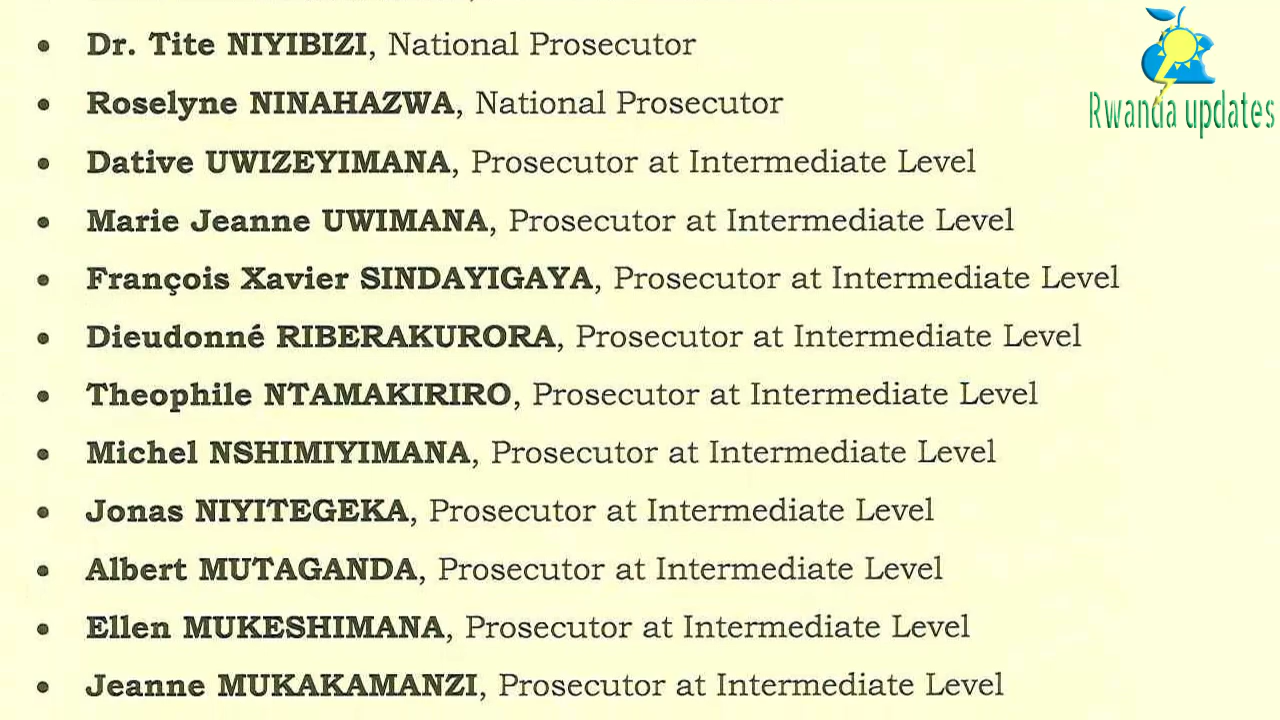 • Dr. Tite NIYIBIZI, National Prosecutor
• Roselyne NINAHAZWA, National Prosecutor
• Dative UWIZEYIMANA, Prosecutor at Intermediate Level
• Marie Jeanne UWIMANA, Prosecutor at Intermediate Level
• François Xavier SINDAYIGAYA, Prosecutor at Intermediate Level
• Dieudonné RIBERAKURORA, Prosecutor at Intermediate Level
• Theophile NTAMAKIRIRO, Prosecutor at Intermediate Level
• Michel NSHIMIYIMANA, Prosecutor at Intermediate Level
• Jonas NIYITEGEKA, Prosecutor at Intermediate Level
• Albert MUTAGANDA, Prosecutor at Intermediate Level
• Ellen MUKESHIMANA, Prosecutor at Intermediate Level
• Jeanne MUKAKAMANZI, Prosecutor at Intermediate Level
Rwanda updates